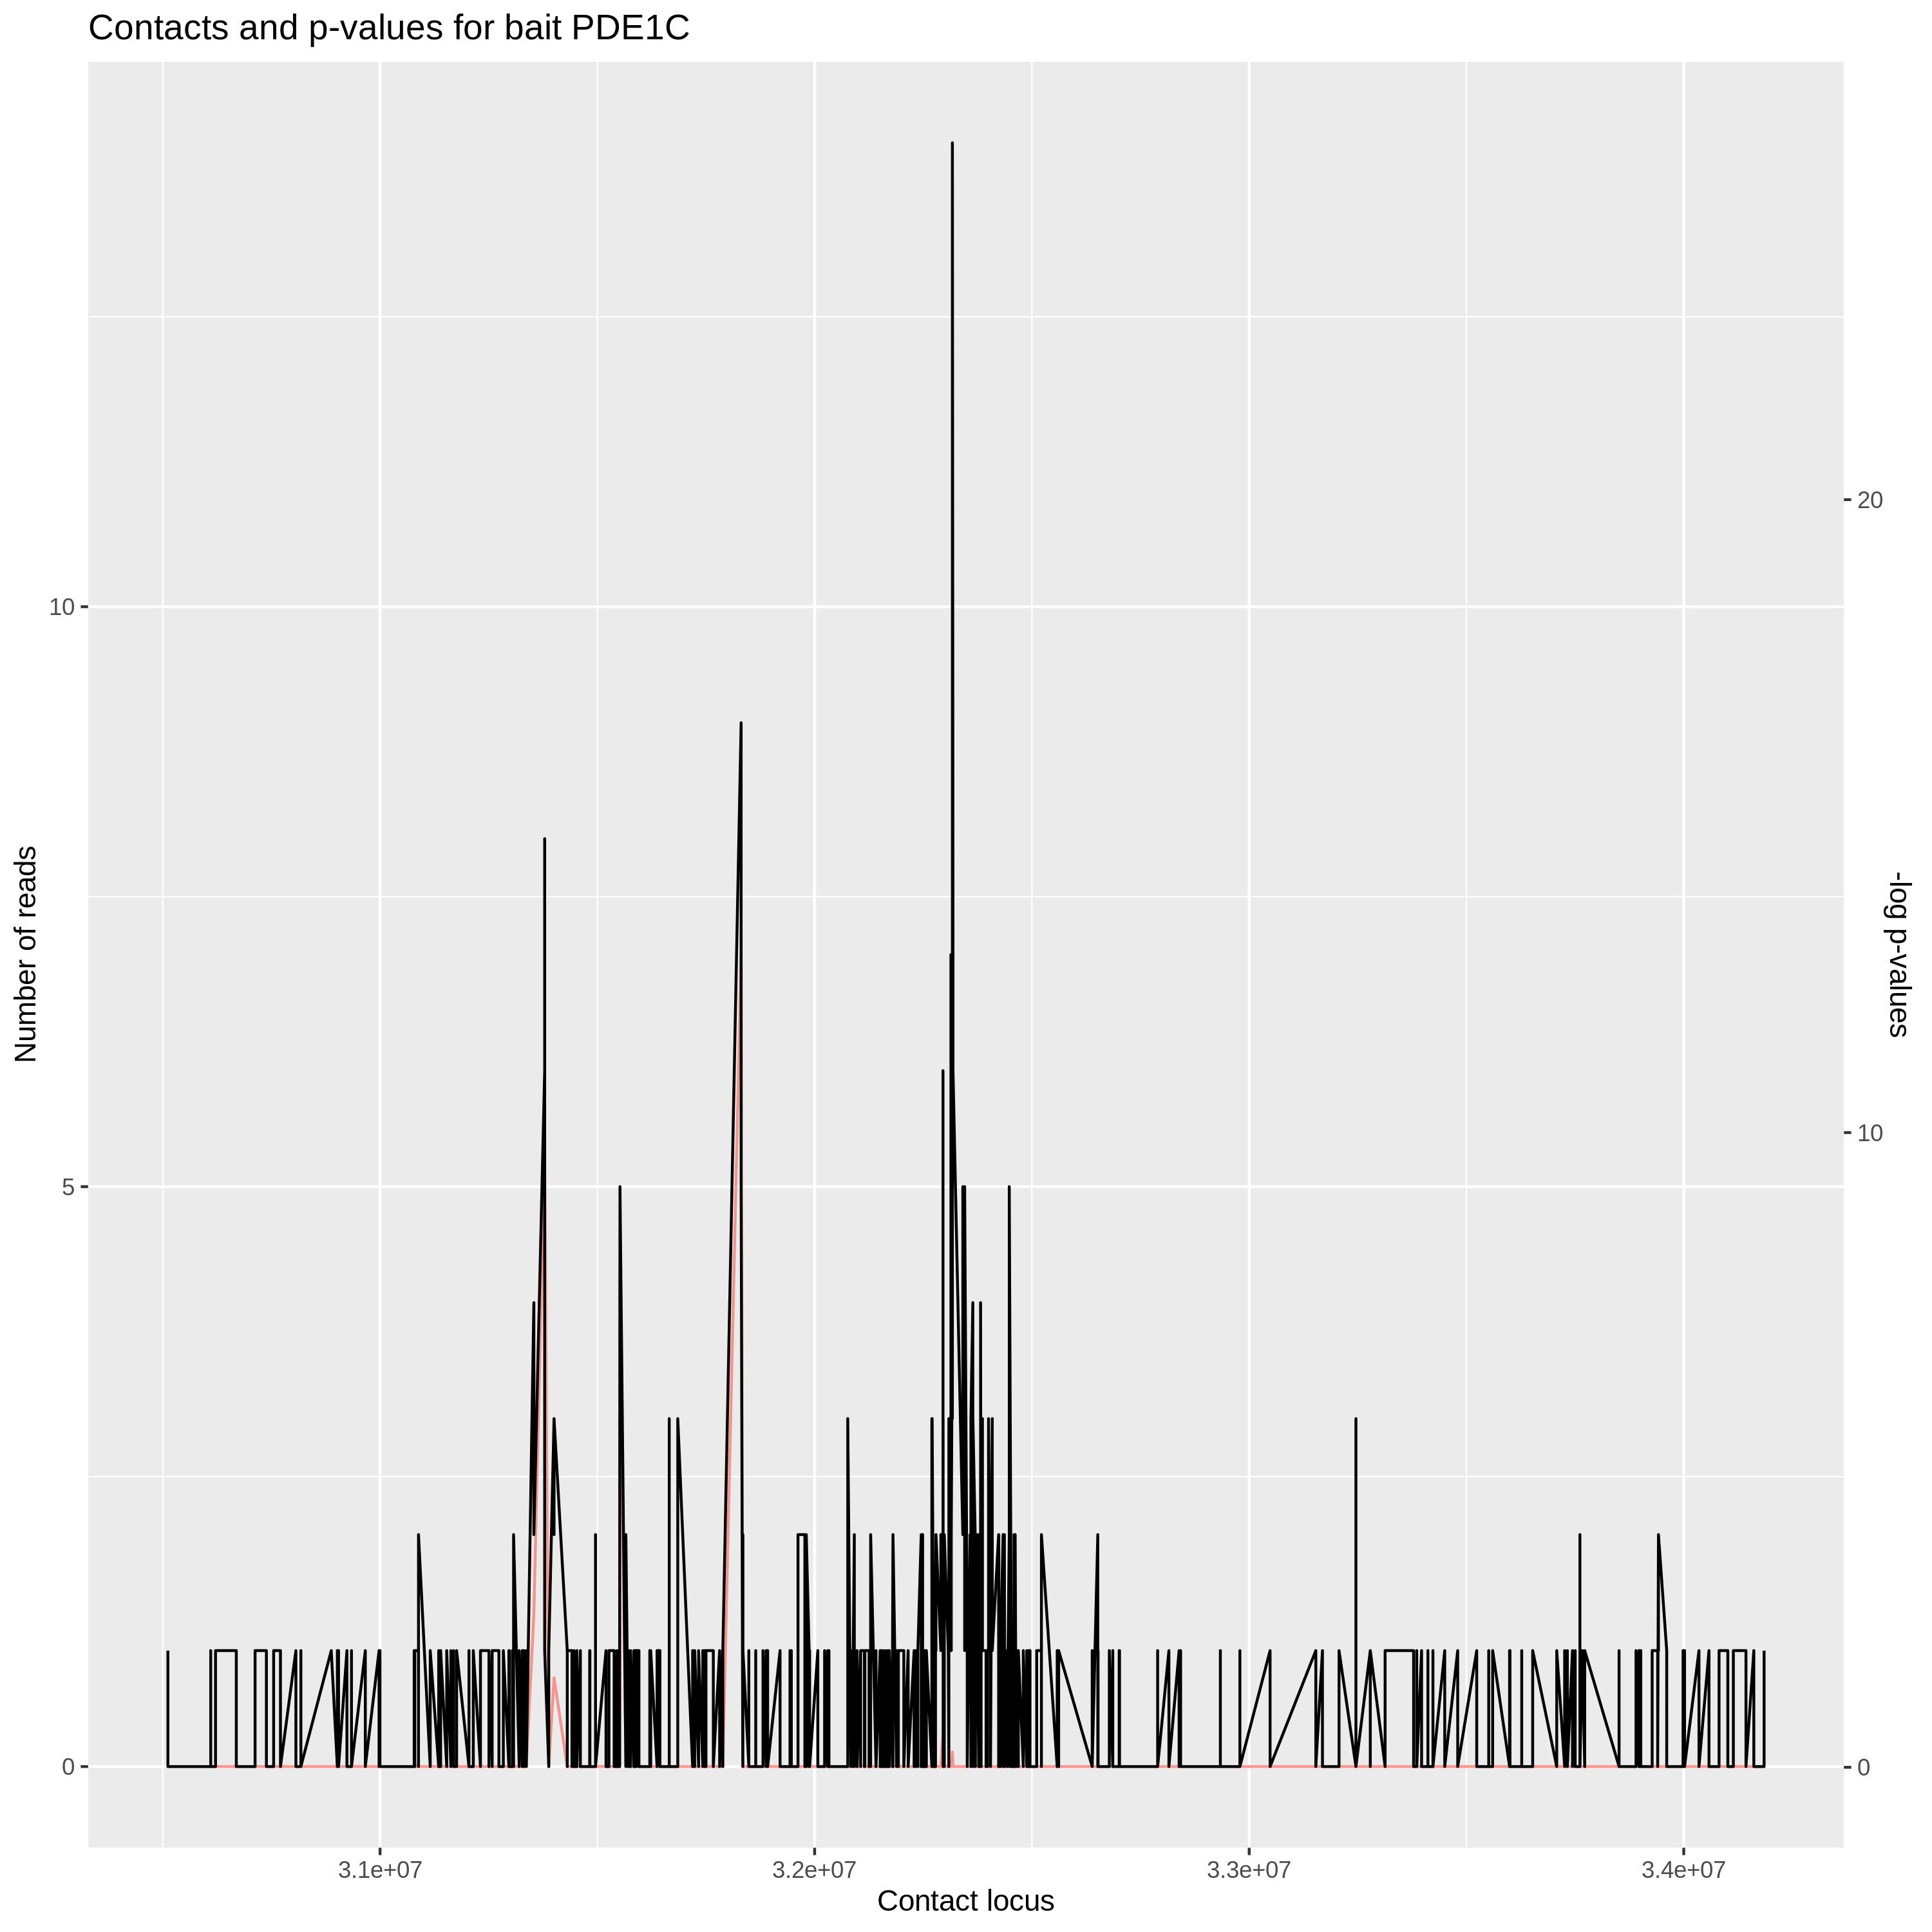 Contacts and p-values for bait PDE1C
Number of reads
10
5
0
20
10
0
-log p-values
3.1e+07 3.2e+07 3.3e+07 3.4e+07
Contact locus